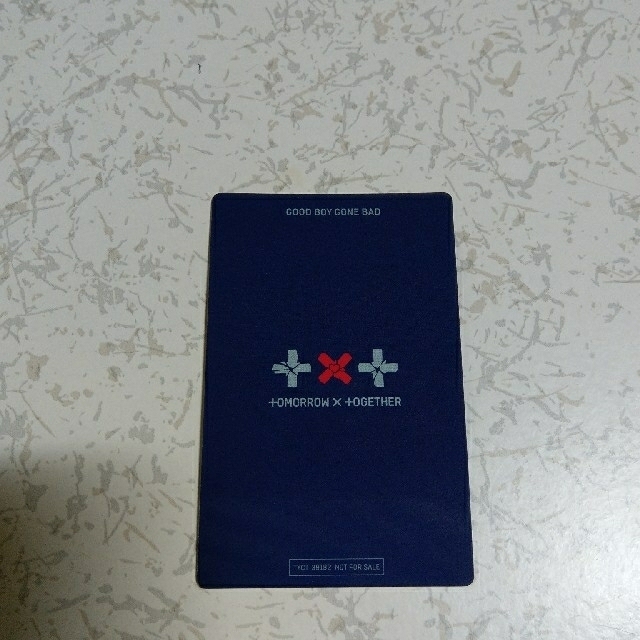 GOOD BOY GONE BAD
TOMORROW X TOGETHER
NOT FOR SALE